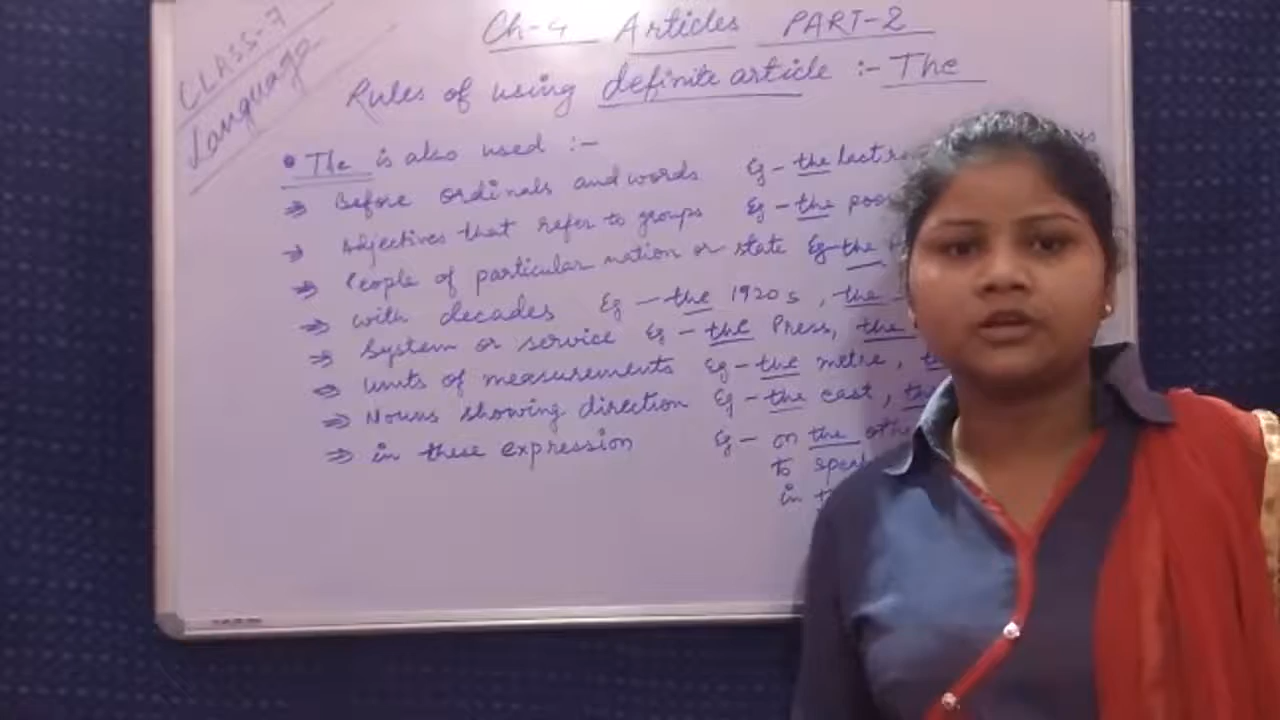 CLASS-7
Language
Ch-4 Articles PART-2
Rules of using definite article :- The
• The is also used :-
⇒ Before ordinals and words Eg - the last
⇒ Adjectives that refer to groups Eg - the poor
⇒ People of particular nation or state Eg - the
⇒ with decades Eg - the 1920s, the
⇒ System or service Eg - the Press, the
⇒ units of measurements Eg - the metre,
⇒ Nouns showing direction Eg - the east, the
⇒ in these expression Eg - on the
to speak
in